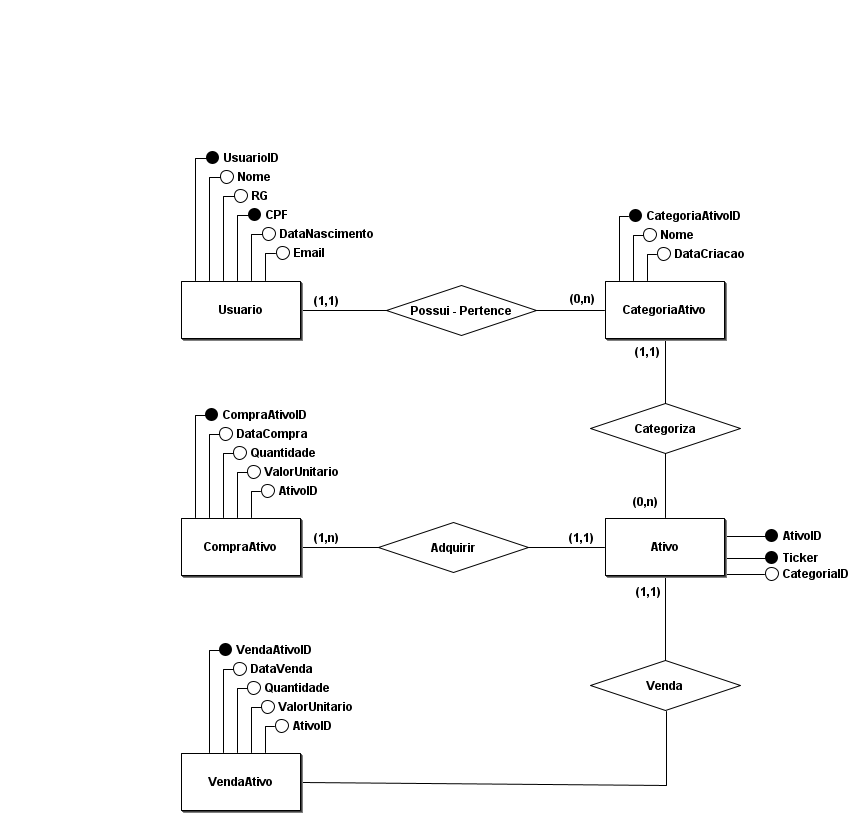 UsuarioID
Nome
RG
CPF
DataNascimento
Email
Usuario
(1,1)
Possui - Pertence
(0,n)
CategoriaAtivoID
Nome
DataCriacao
CategoriaAtivo
(1,1)
Categoriza
(0,n)
CompraAtivoID
DataCompra
Quantidade
ValorUnitario
AtivoID
CompraAtivo
(1,n)
Adquirir
(1,1)
Ativo
AtivoID
Ticker
CategoriaID
(1,1)
Venda
VendaAtivoID
DataVenda
Quantidade
ValorUnitario
AtivoID
VendaAtivo